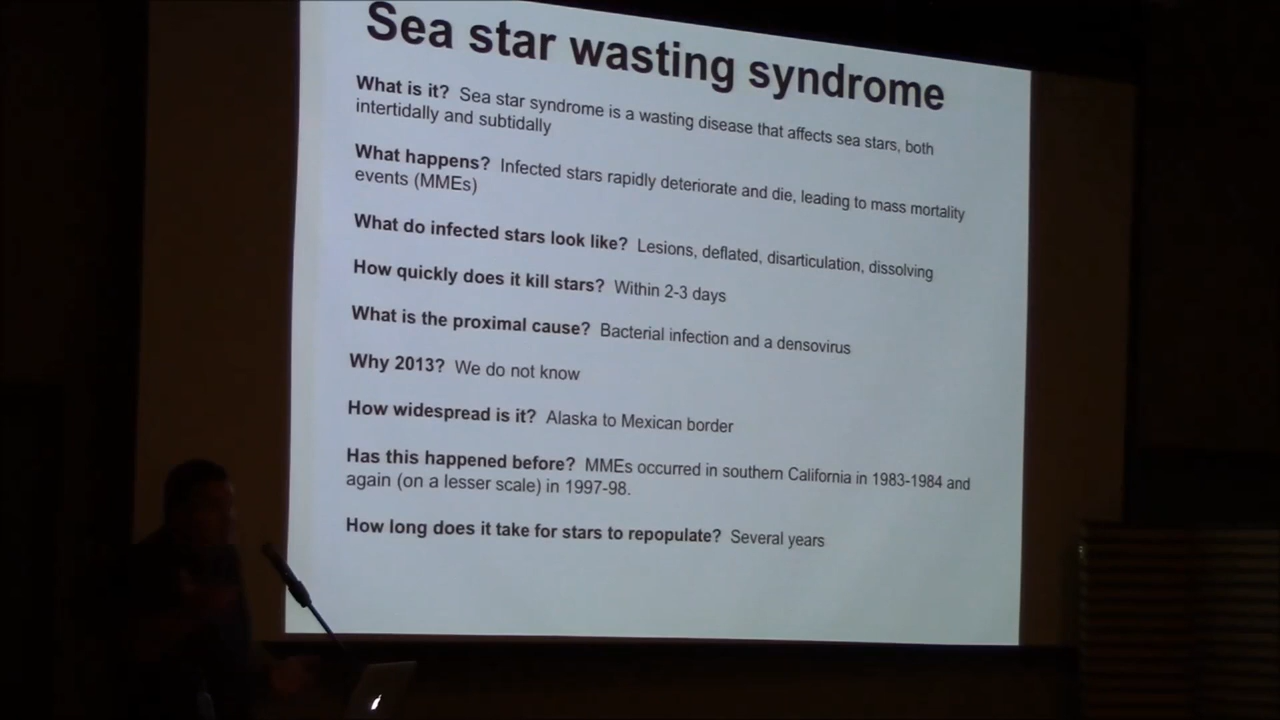 Sea star wasting syndrome
What is it? Sea star syndrome is a wasting disease that affects sea stars, both
intertidally and subtidally
What happens? Infected stars rapidly deteriorate and die, leading to mass mortality
events (MMEs)
What do infected stars look like? Lesions, deflated, disarticulation, dissolving
How quickly does it kill stars? Within 2-3 days
What is the proximal cause? Bacterial infection and a densovirus
Why 2013? We do not know
How widespread is it? Alaska to Mexican border
Has this happened before? MMEs occurred in southern California in 1983-1984 and
again (on a lesser scale) in 1997-98.
How long does it take for stars to repopulate? Several years